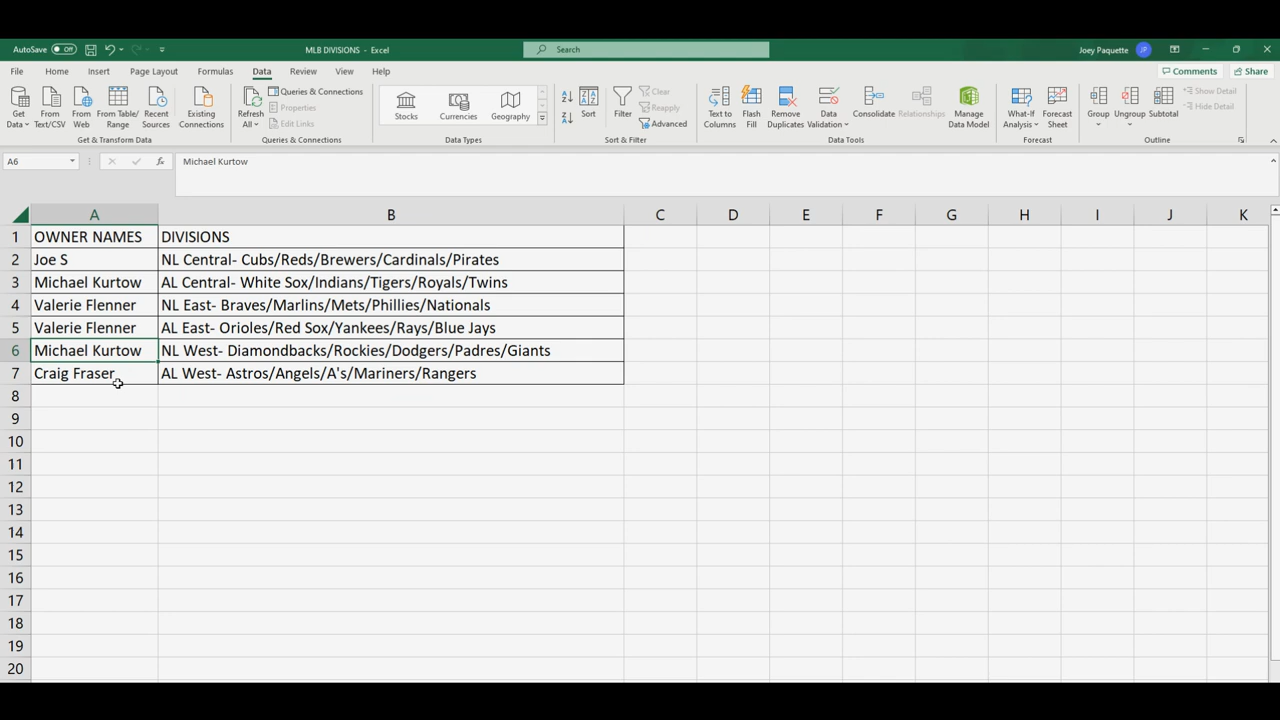 AutoSave Off MLB DIVISIONS - Excel Search Joey Paquette JP
File Home Insert Page Layout Formulas Data Review View Help Comments Share
Get Data From Text/CSV From Web From Table/Range Recent Sources Existing Connections
Get & Transform Data
Refresh All Queries & Connections Properties Edit Links
Queries & Connections
Stocks Currencies Geography
Data Types
Sort Filter Clear Reapply Advanced
Sort & Filter
Text to Columns Flash Fill Remove Duplicates Data Validation Consolidate Relationships Manage Data Model
Data Tools
What-If Analysis Forecast Sheet
Forecast
Group Ungroup Subtotal Show Detail Hide Detail
Outline
A6 fx Michael Kurtow
A B C D E F G H I J K
1 OWNER NAMES DIVISIONS
2 Joe S NL Central- Cubs/Reds/Brewers/Cardinals/Pirates
3 Michael Kurtow AL Central- White Sox/Indians/Tigers/Royals/Twins
4 Valerie Flenner NL East- Braves/Marlins/Mets/Phillies/Nationals
5 Valerie Flenner AL East- Orioles/Red Sox/Yankees/Rays/Blue Jays
6 Michael Kurtow NL West- Diamondbacks/Rockies/Dodgers/Padres/Giants
7 Craig Fraser AL West- Astros/Angels/A's/Mariners/Rangers
8
9
10
11
12
13
14
15
16
17
18
19
20